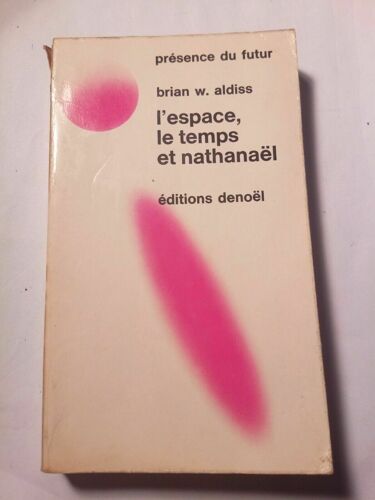 présence du futur
brian w. aldiss
l'espace,
le temps
et nathanaël
éditions denoël